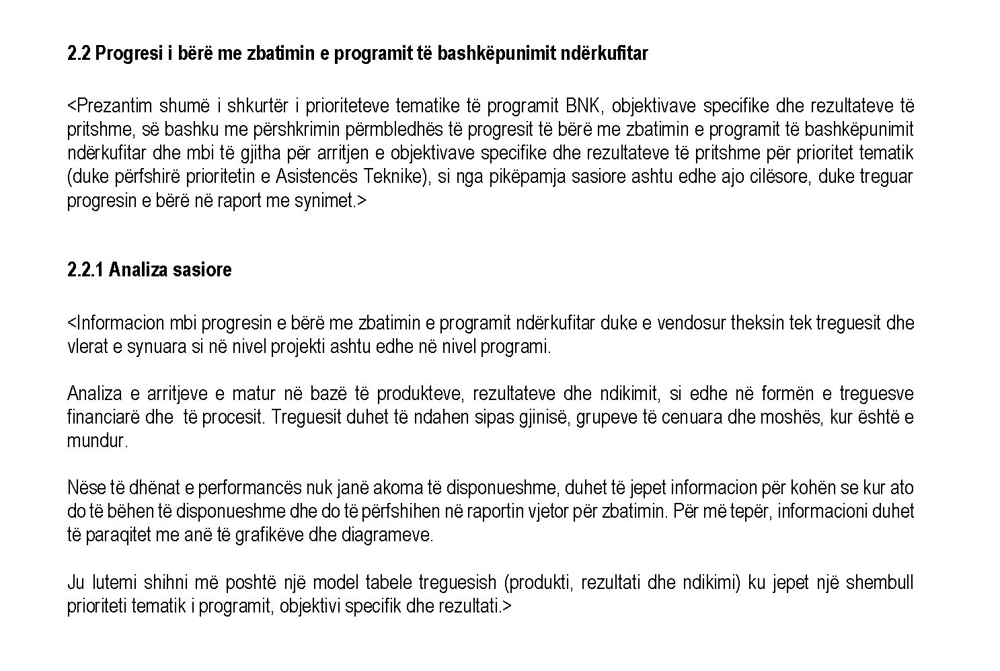 2.2 Progresi i bërë me zbatimin e programit të bashkëpunimit ndërkufitar
<Prezantim shumë i shkurtër i prioriteteve tematike të programit BNK, objektivave specifike dhe rezultateve të
pritshme, së bashku me përshkrimin përmbledhës të progresit të bërë me zbatimin e programit të bashkëpunimit
ndërkufitar dhe mbi të gjitha për arritjen e objektivave specifike dhe rezultateve të pritshme për prioritet tematik
(duke përfshirë prioritetin e Asistencës Teknike), si nga pikëpamja sasiore ashtu edhe ajo cilësore, duke treguar
progresin e bërë në raport me synimet.>
2.2.1 Analiza sasiore
<Informacion mbi progresin e bërë me zbatimin e programit ndërkufitar duke e vendosur theksin tek treguesit dhe
vlerat e synuara si në nivel projekti ashtu edhe në nivel programi.
Analiza e arritjeve e matur në bazë të produkteve, rezultateve dhe ndikimit, si edhe në formën e treguesve
financiarë dhe  të procesit. Treguesit duhet të ndahen sipas gjinisë, grupeve të cenuara dhe moshës, kur është e
mundur.
Nëse të dhënat e performancës nuk janë akoma të disponueshme, duhet të jepet informacion për kohën se kur ato
do të bëhen të disponueshme dhe do të përfshihen në raportin vjetor për zbatimin. Për më tepër, informacioni duhet
të paraqitet me anë të grafikëve dhe diagrameve.
Ju lutemi shihni më poshtë një model tabele treguesish (produkti, rezultati dhe ndikimi) ku jepet një shembull
prioriteti tematik i programit, objektivi specifik dhe rezultati.>